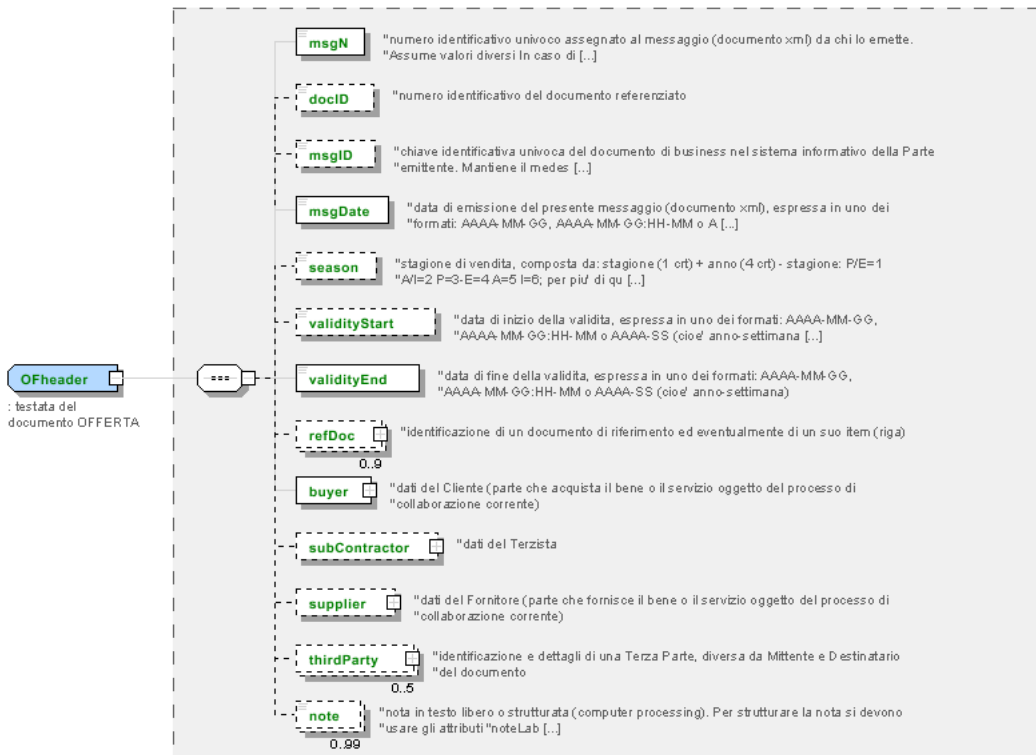 msgN
"numero identificativo univoco assegnato al messaggio (documento xml) da chi lo emette.
"Assume valori diversi In caso di [...]
docID
"numero identificativo del documento referenziato
msgID
"chiave identificativa univoca del documento di business nel sistema informativo della Parte
"emittente. Mantiene il medes [...]
msgDate
"data di emissione del presente messaggio (documento xml), espressa in uno dei
"formati: AAAA-MM-GG, AAAA-MM-GG:HH-MM o A [...]
season
"stagione di vendita, composta da: stagione (1 crt) + anno (4 crt) - stagione: P/E=1
"A/I=2 P=3-E=4 A=5 I=6; per piu' di qu [...]
validityStart
"data di inizio della validita, espressa in uno dei formati: AAAA-MM-GG,
"AAAA-MM-GG:HH-MM o AAAA-SS (cioe' anno-settimana [...]
OFheader
: testata del
documento OFFERTA
validityEnd
"data di fine della validita, espressa in uno dei formati: AAAA-MM-GG,
"AAAA-MM-GG:HH-MM o AAAA-SS (cioe' anno-settimana)
refDoc
"identificazione di un documento di riferimento ed eventualmente di un suo item (riga)
0..9
buyer
"dati del Cliente (parte che acquista il bene o il servizio oggetto del processo di
"collaborazione corrente)
subContractor
"dati del Terzista
supplier
"dati del Fornitore (parte che fornisce il bene o il servizio oggetto del processo di
"collaborazione corrente)
thirdParty
"identificazione e dettagli di una Terza Parte, diversa da Mittente e Destinatario
"del documento
0..5
note
"nota in testo libero o strutturata (computer processing). Per strutturare la nota si devono
"usare gli attributi "noteLab [...]
0..99